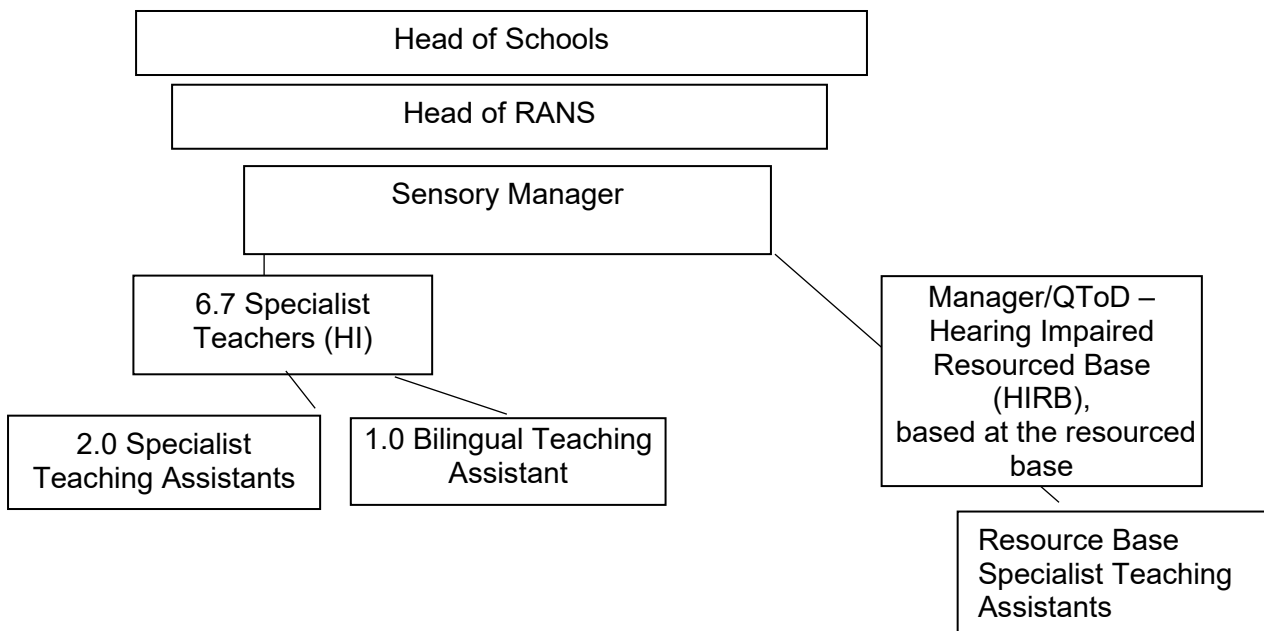 Head of Schools
Head of RANS
Sensory Manager
6.7 Specialist
Teachers (HI)
2.0 Specialist
Teaching Assistants
1.0 Bilingual Teaching
Assistant
Manager/QToD –
Hearing Impaired
Resourced Base
(HIRB),
based at the resourced
base
Resource Base
Specialist Teaching
Assistants